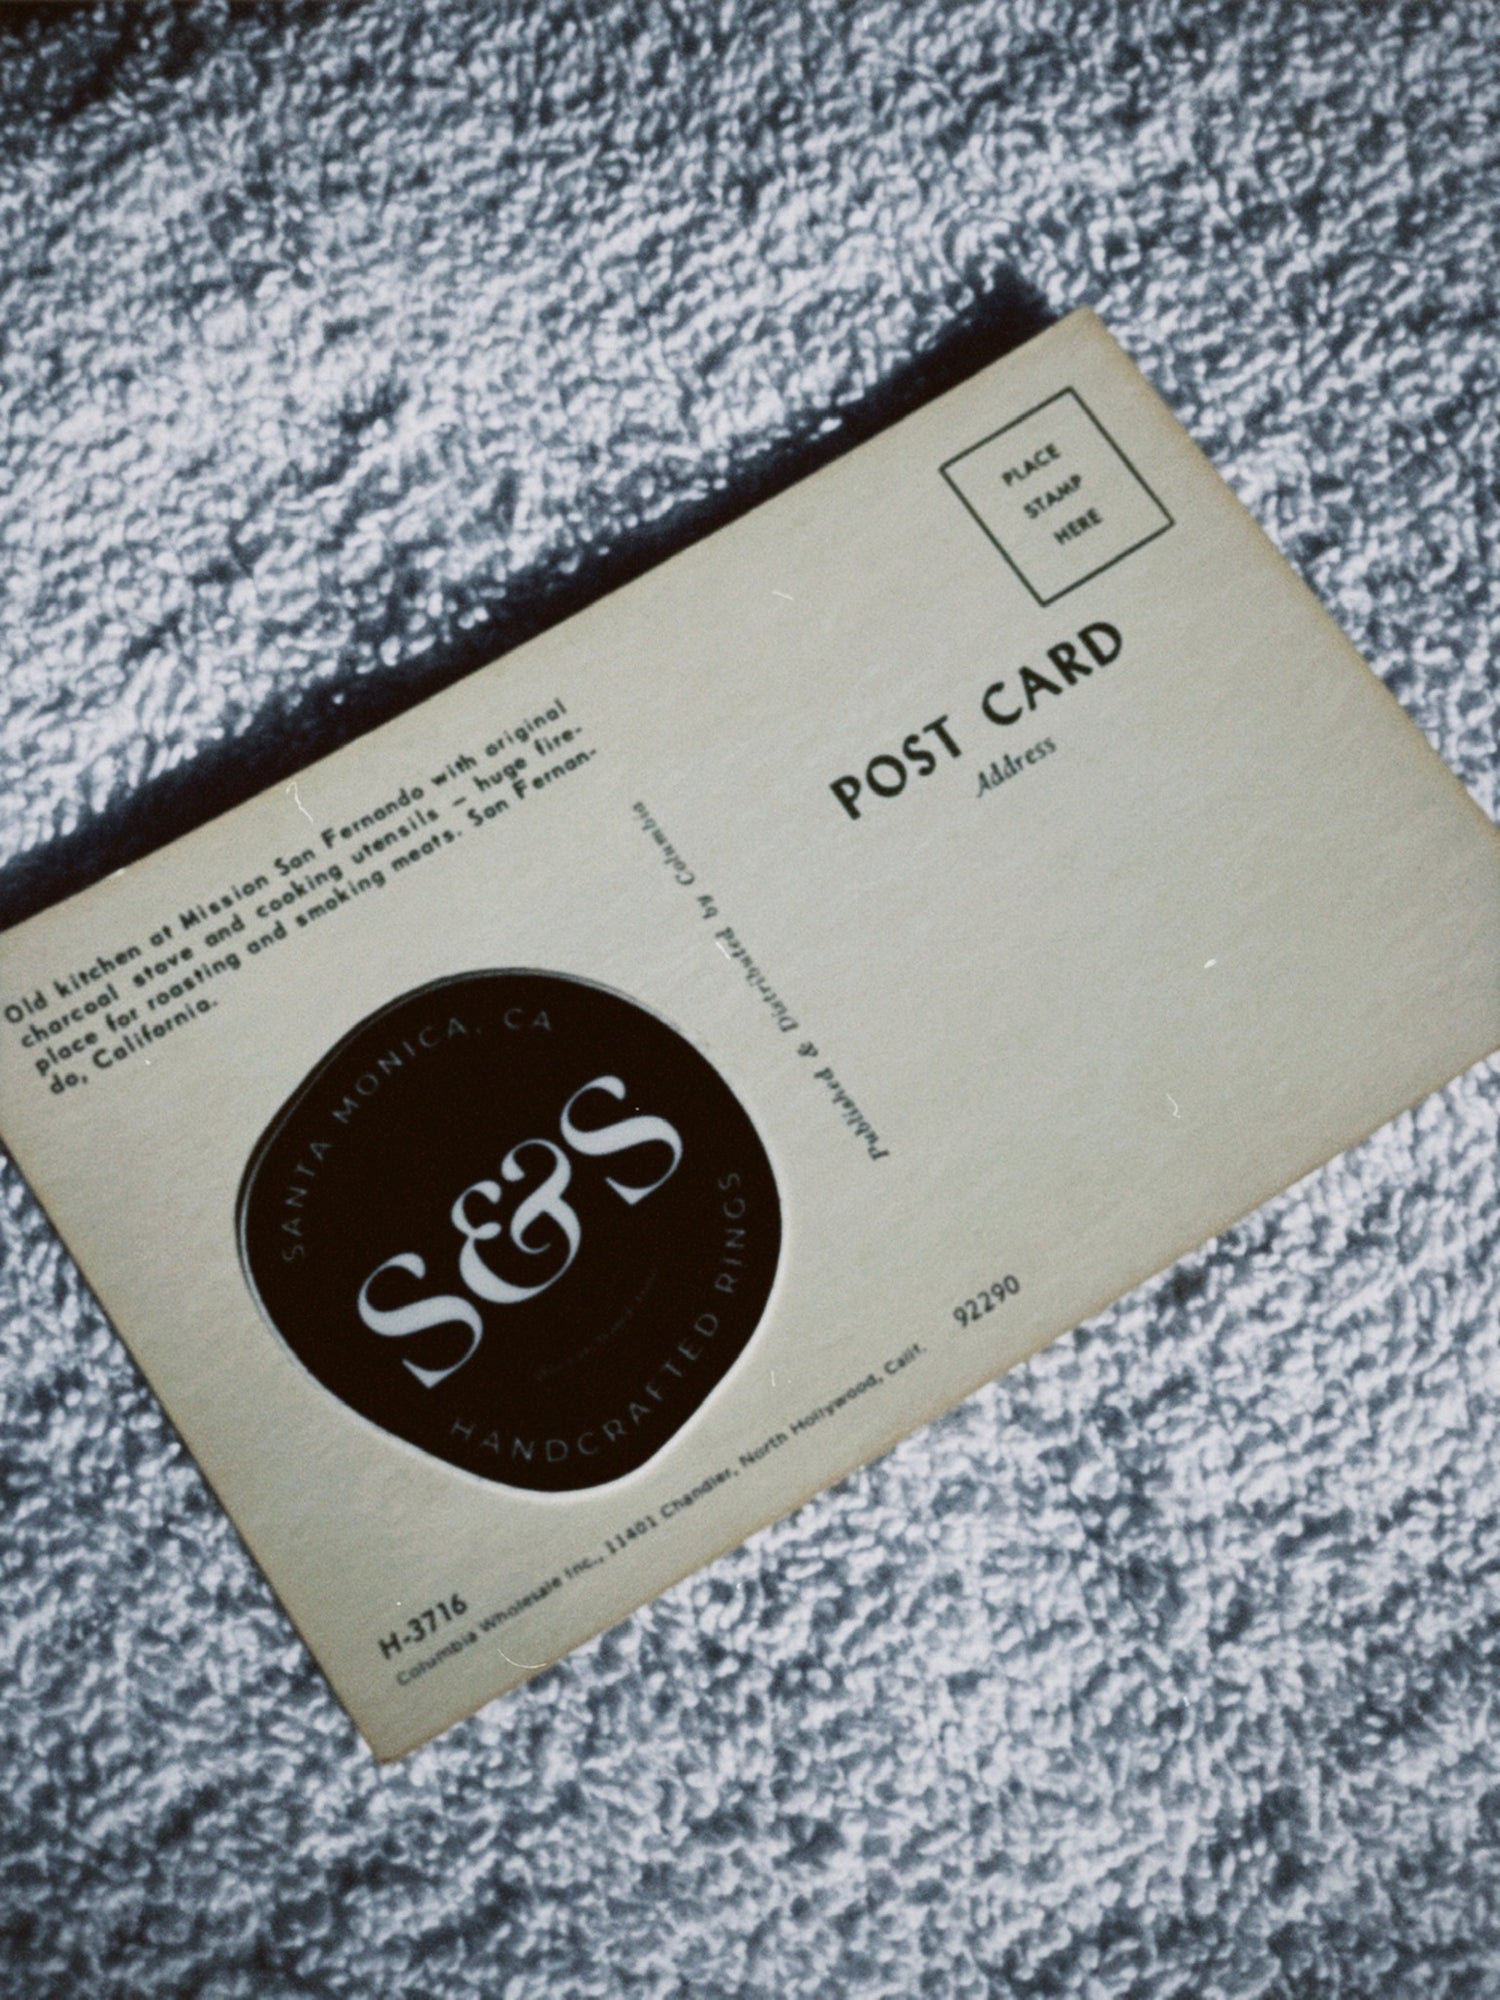 Old kitchen at Mission San Fernando with original
charcoal stove and cooking utensils – huge fire-
place for roasting and smoking meats. San Fernan-
do, California.
PLACE
STAMP
HERE
POST CARD
Address
Published & Distributed by Columbia
SANTA MONICA, CA
S&S
HANDCRAFTED RINGS
H-3716
Columbia Wholesale Inc., 11401 Chandler, North Hollywood, Calif. 92290